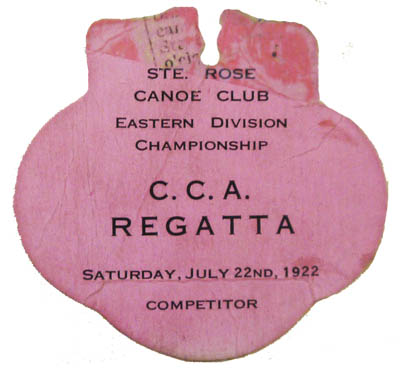 STE. ROSE
CANOE CLUB
EASTERN DIVISION
CHAMPIONSHIP
C. C. A.
REGATTA
SATURDAY, JULY 22ND, 1922
COMPETITOR